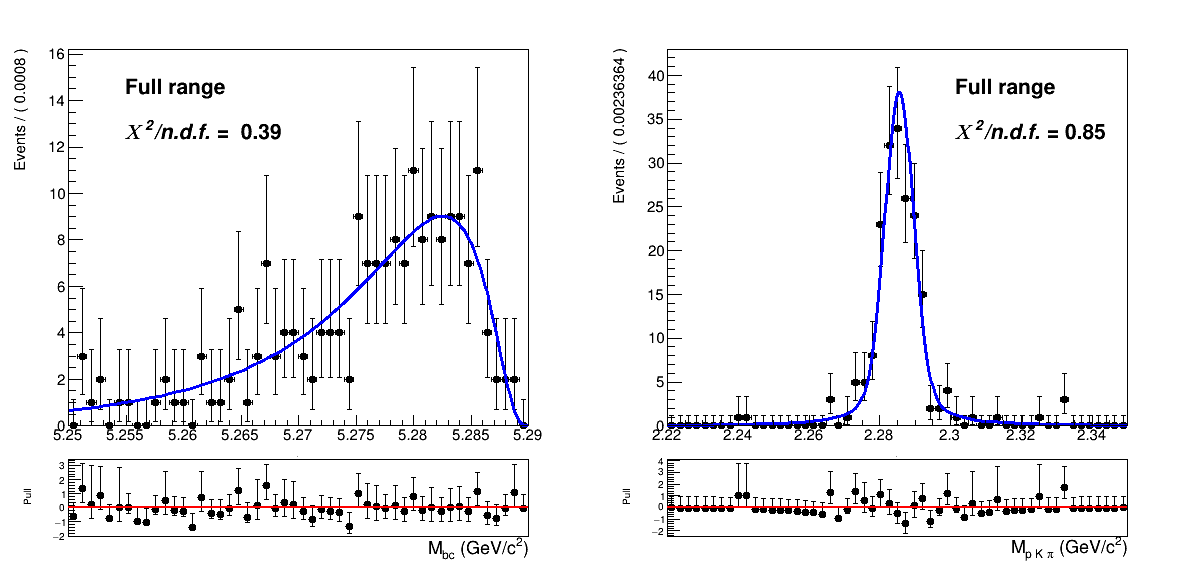 Full range
X²/n.d.f. = 0.39
Events / ( 0.0008 )
16
14
12
10
8
6
4
2
0
5.25 5.255 5.26 5.265 5.27 5.275 5.28 5.285 5.29
Pull
3
2
1
0
−1
−2
M_bc (GeV/c²)
Full range
X²/n.d.f. = 0.85
Events / ( 0.00236364 )
40
35
30
25
20
15
10
5
0
2.22 2.24 2.26 2.28 2.3 2.32 2.34
Pull
4
3
2
1
0
−1
−2
M_p K π (GeV/c²)